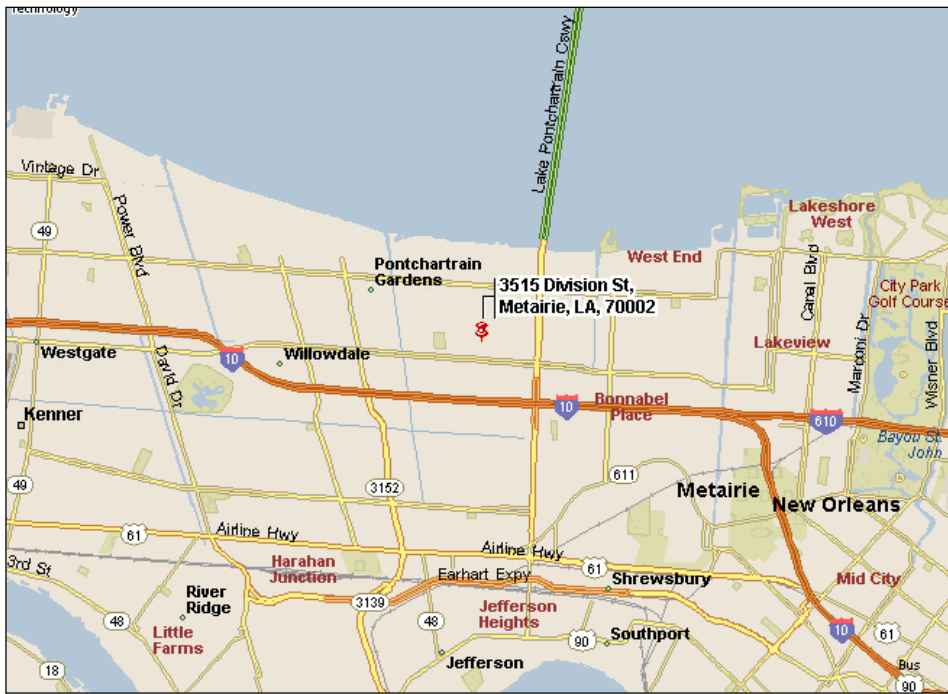 Technology
Lake Pontchartrain Cswy
Vintage Dr
Power Blvd
49
Lakeshore
West
West End
Canal Blvd
Pontchartrain
Gardens
3515 Division St,
Metairie, LA, 70002
City Park
Golf Course
Marconi Dr
Wisner Blvd
Lakeview
Westgate
10
Willowdale
David Dr
10
Bonnabel
Place
610
Kenner
Bayou St.
John
49
3152
611
Metairie
New Orleans
61
Airline Hwy
Airline Hwy
61
3rd St
Harahan
Junction
Earhart Expy
Shrewsbury
Mid City
River
Ridge
3139
48
48
Little
Farms
Jefferson
Heights
90
Southport
10
61
Jefferson
18
Bus
90